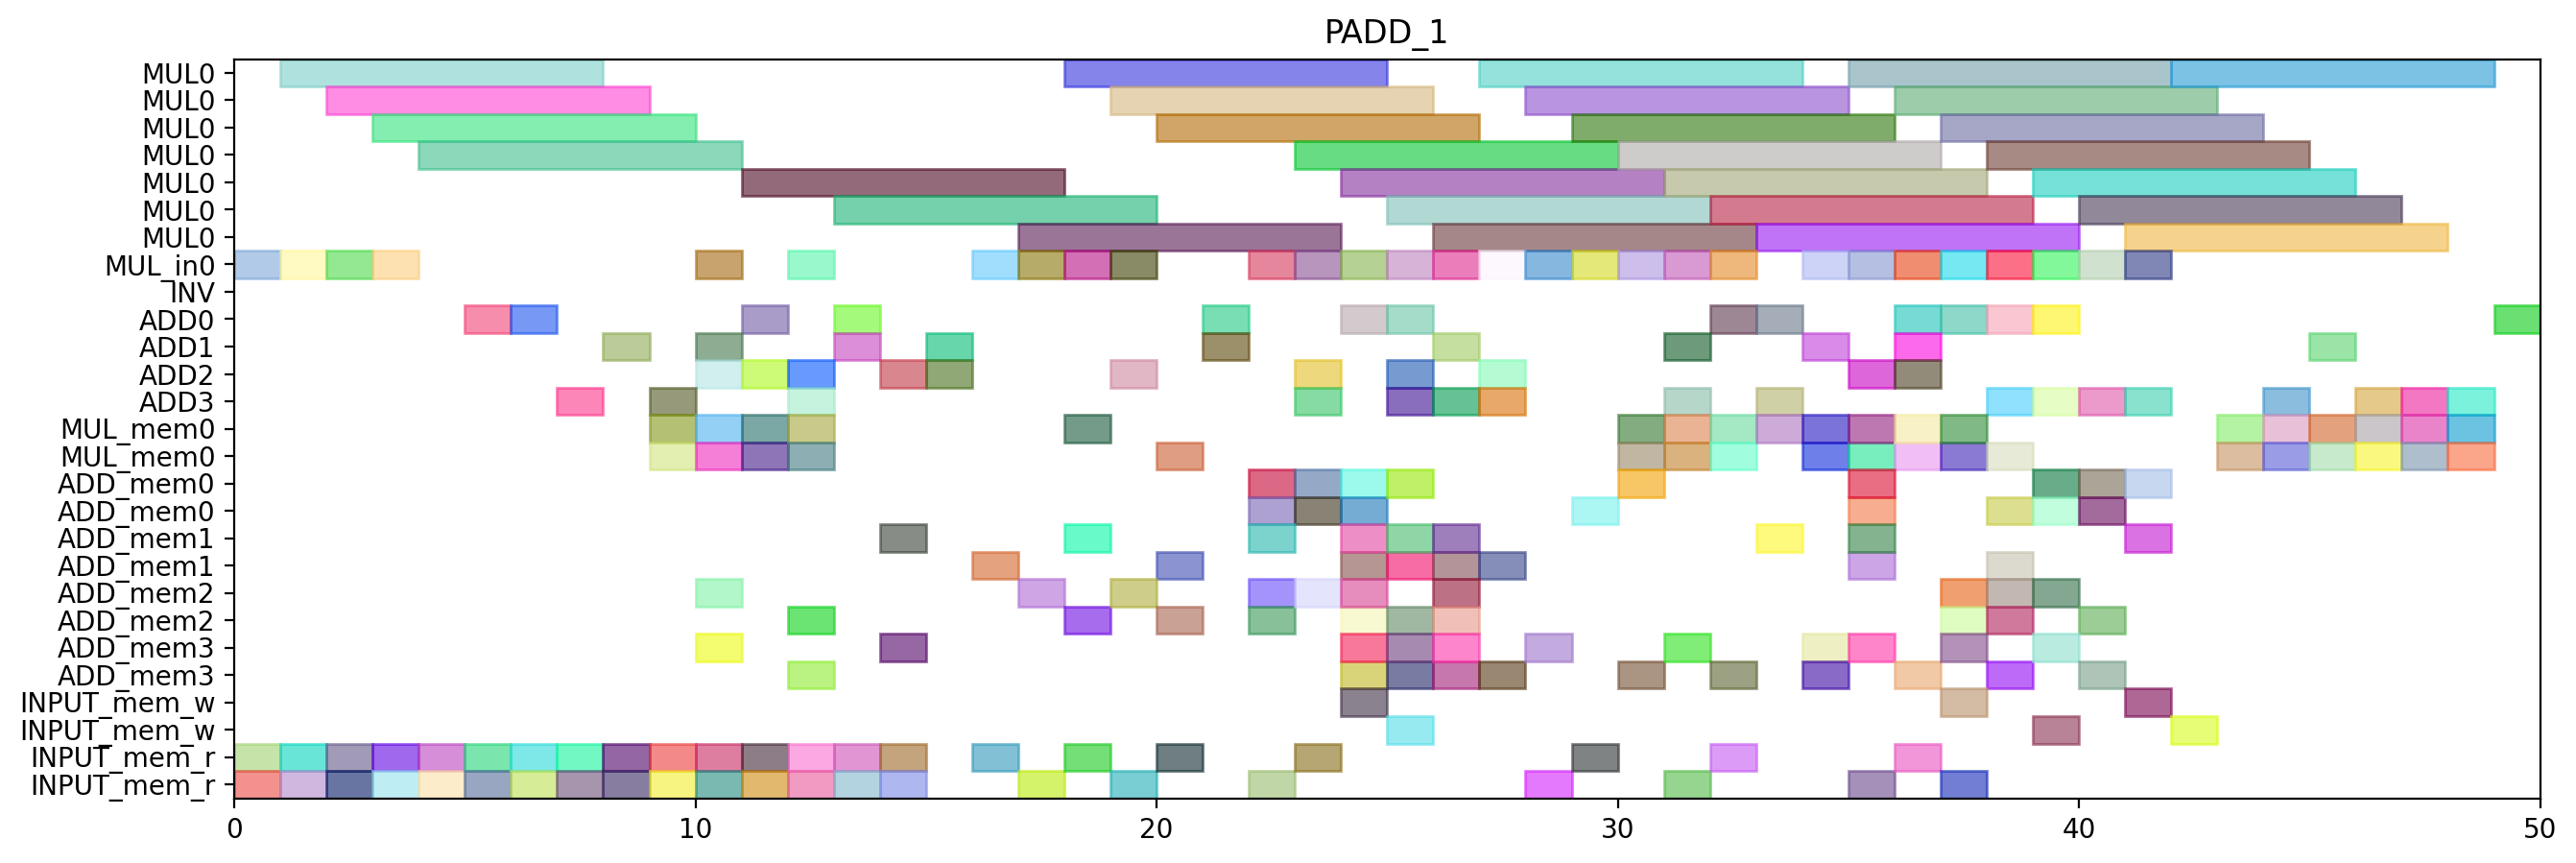 PADD_1
MUL0
MUL0
MUL0
MUL0
MUL0
MUL0
MUL0
MUL_in0
INV
ADD0
ADD1
ADD2
ADD3
MUL_mem0
MUL_mem0
ADD_mem0
ADD_mem0
ADD_mem1
ADD_mem1
ADD_mem2
ADD_mem2
ADD_mem3
ADD_mem3
INPUT_mem_w
INPUT_mem_w
INPUT_mem_r
INPUT_mem_r
0 10 20 30 40 50